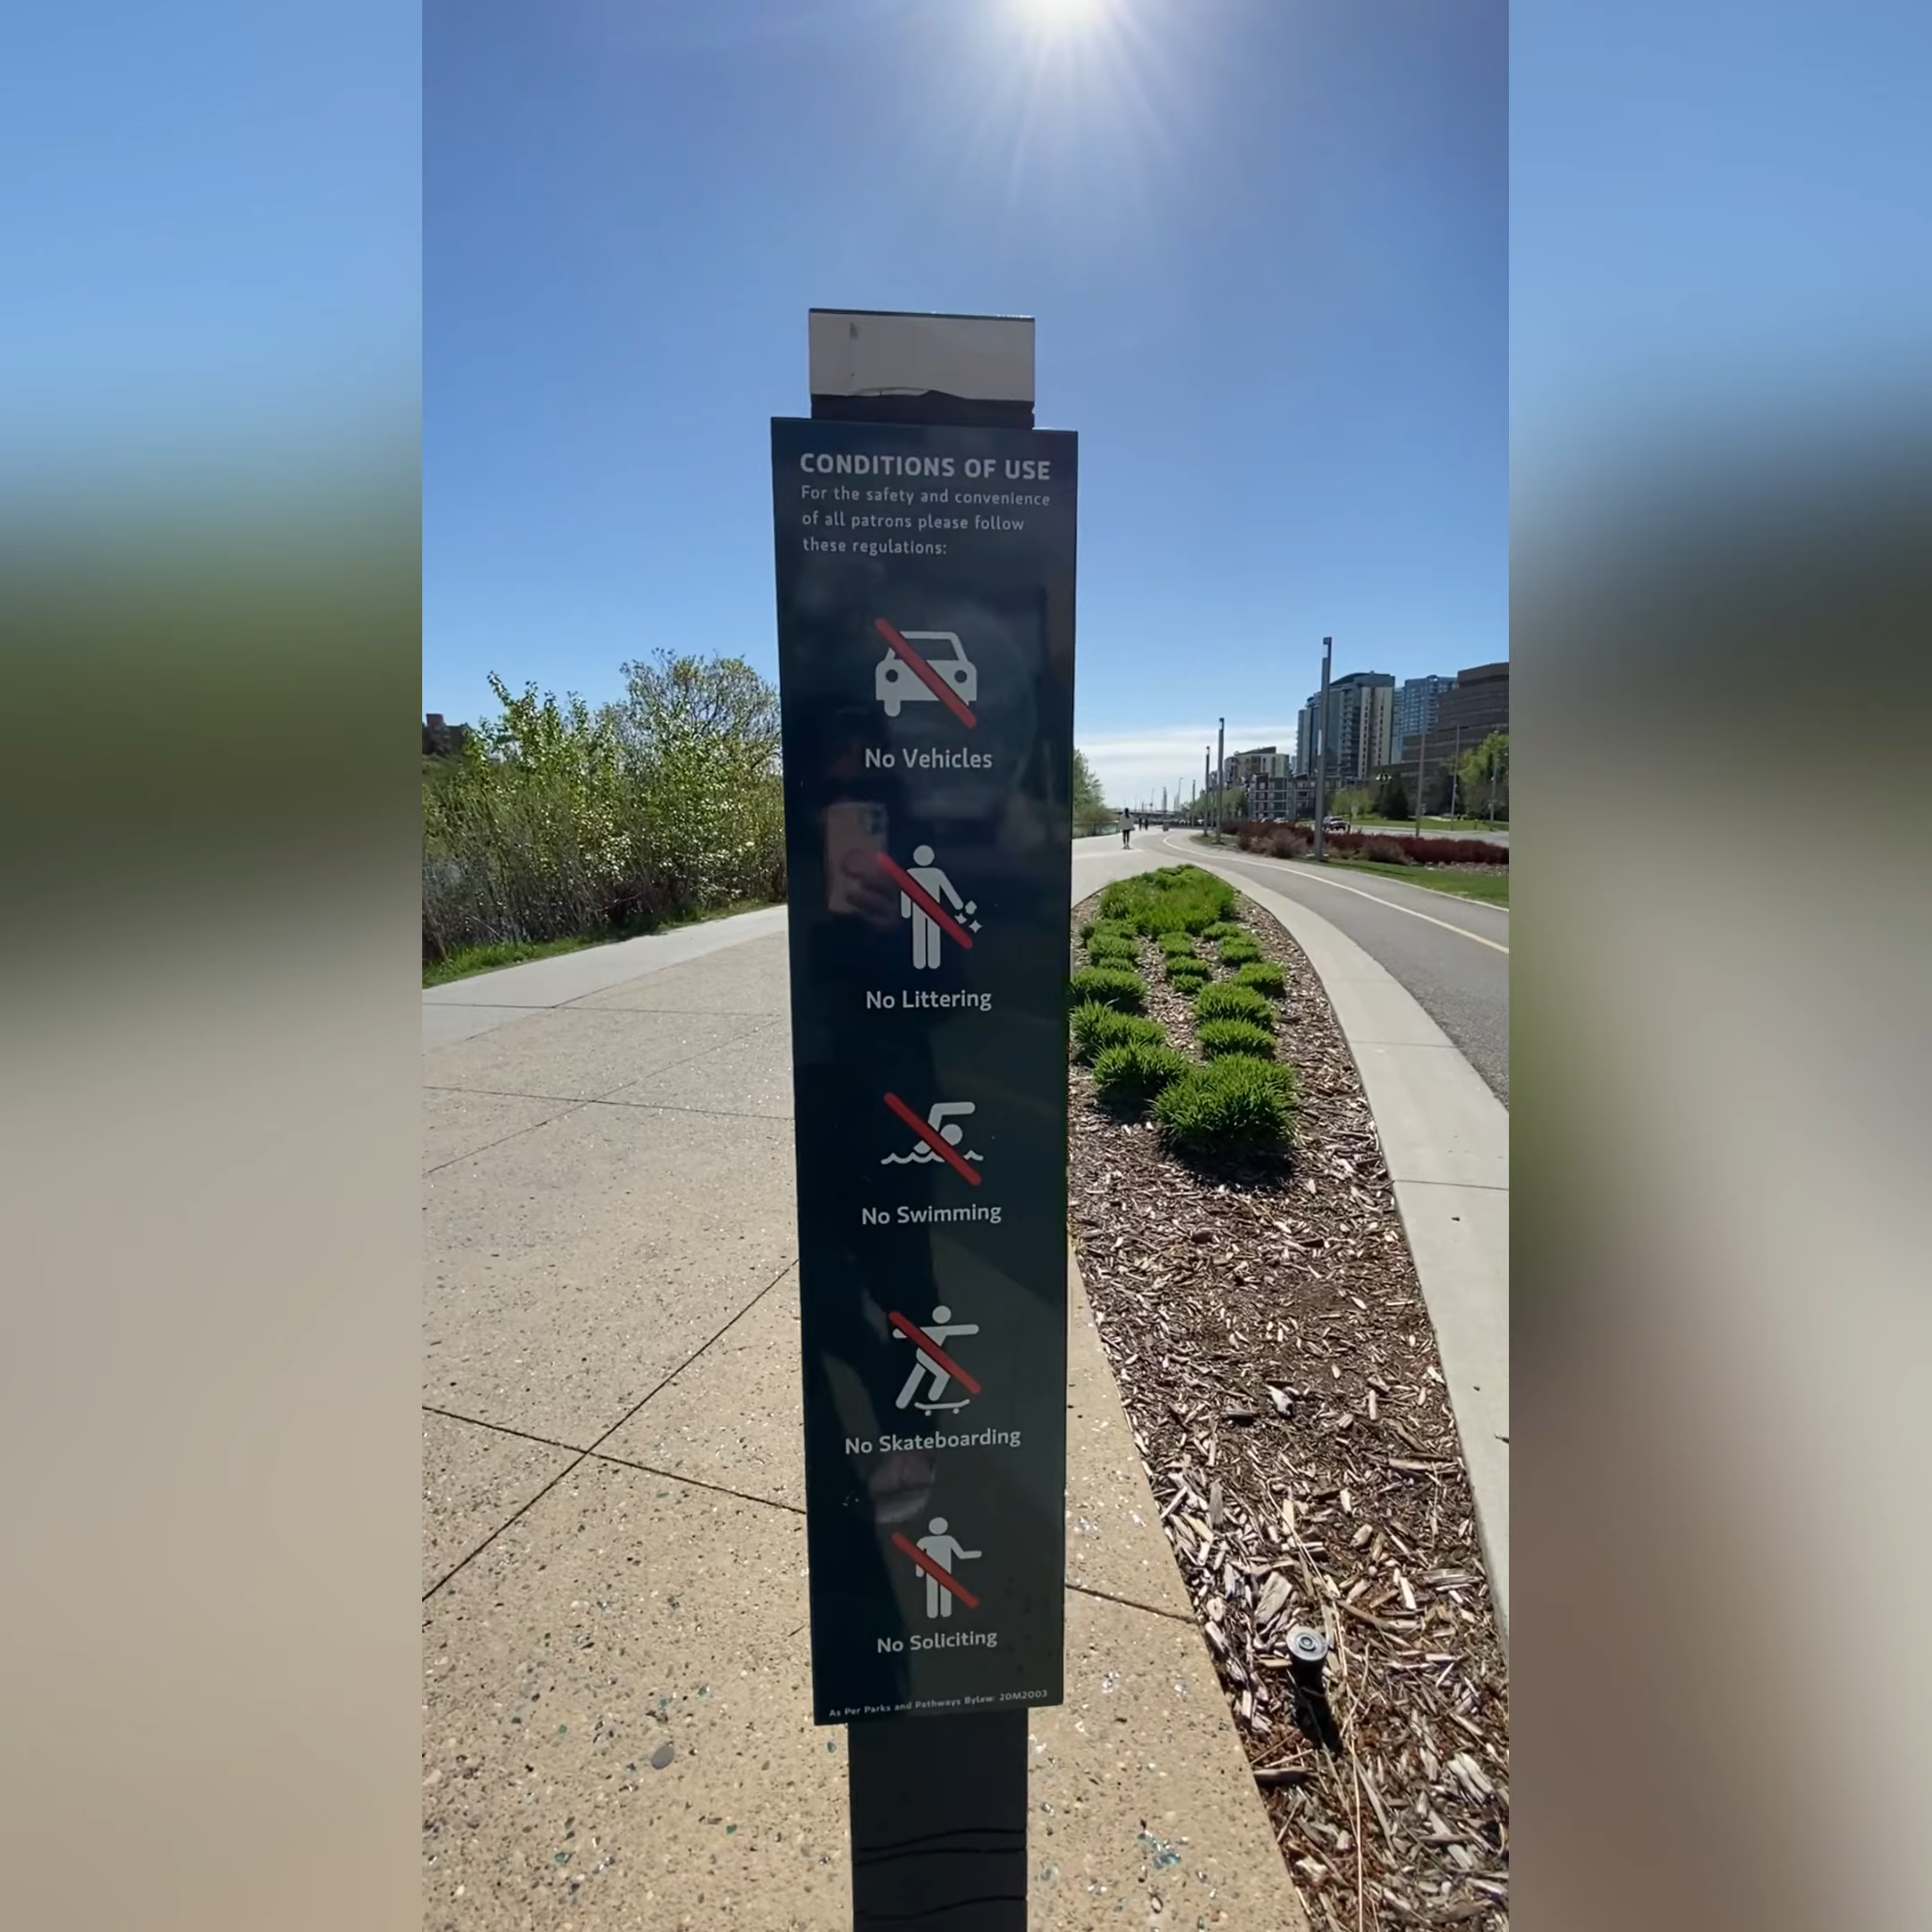 CONDITIONS OF USE
For the safety and convenience
of all patrons please follow
these regulations:
No Vehicles
No Littering
No Swimming
No Skateboarding
No Soliciting
As Per Parks and Pathways Bylaw: 20M2003